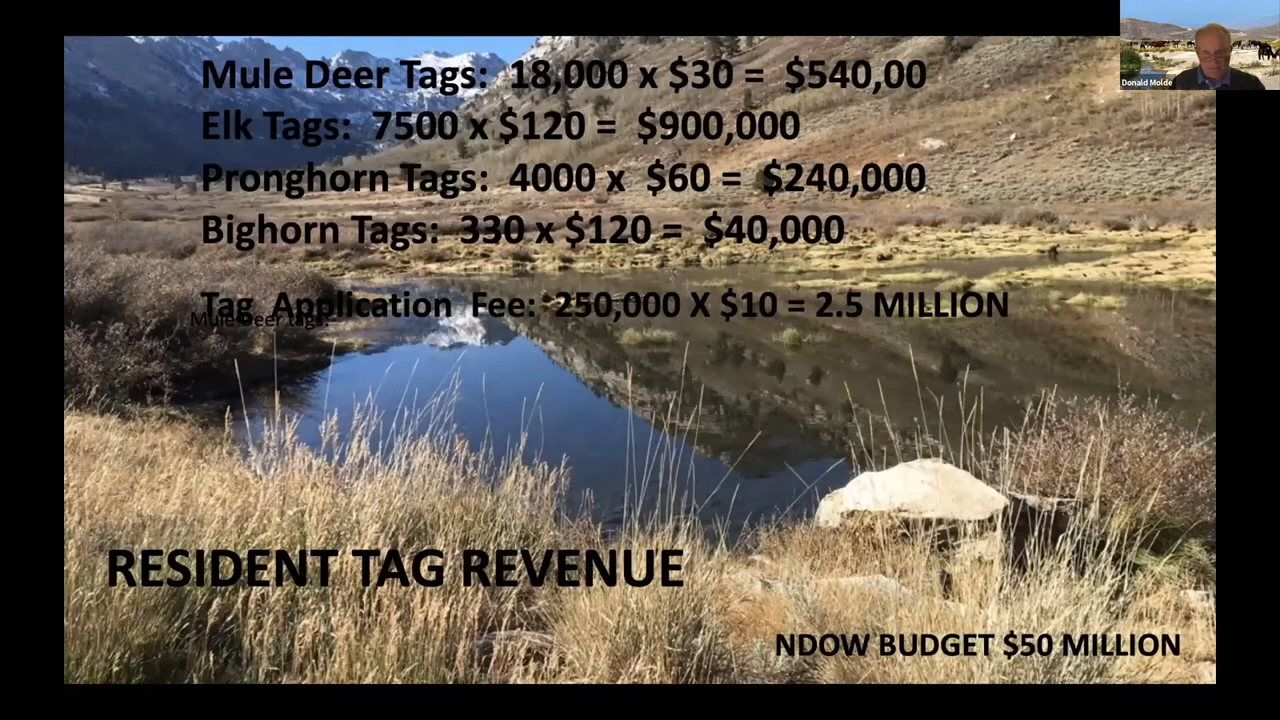 Mule Deer Tags: 18,000 x $30 = $540,00
Elk Tags: 7500 x $120 = $900,000
Pronghorn Tags: 4000 x $60 = $240,000
Bighorn Tags: 330 x $120 = $40,000
Tag Application Fee: 250,000 X $10 = 2.5 MILLION
Mule Deer tags:
RESIDENT TAG REVENUE
NDOW BUDGET $50 MILLION
Donald Molde